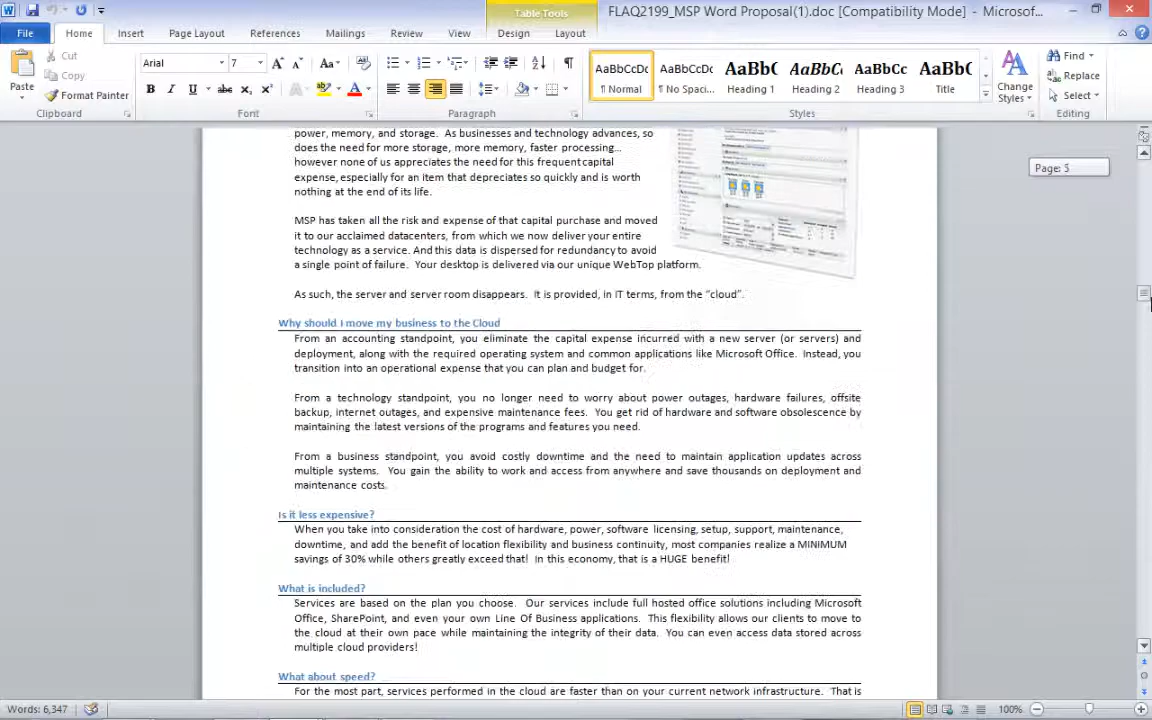 Table Tools
FLAQ2199_MSP Word Proposal(1).doc [Compatibility Mode] - Microsoft...
File Home Insert Page Layout References Mailings Review View Design Layout
Cut
Copy
Format Painter
Paste
Clipboard
Arial 7
Aa
B I U abc x₂ x² A
Font
Paragraph
AaBbCcDc AaBbCcDc AaBbC AaBbCc AaBbCc AaBbC
¶ Normal ¶ No Spaci... Heading 1 Heading 2 Heading 3 Title
Change
Styles
Styles
Find
Replace
Select
Editing
Page: 5
power, memory, and storage. As businesses and technology advances, so
does the need for more storage, more memory, faster processing...
however none of us appreciates the need for this frequent capital
expense, especially for an item that depreciates so quickly and is worth
nothing at the end of its life.
MSP has taken all the risk and expense of that capital purchase and moved
it to our acclaimed datacenters, from which we now deliver your entire
technology as a service. And this data is dispersed for redundancy to avoid
a single point of failure. Your desktop is delivered via our unique WebTop platform.
As such, the server and server room disappears. It is provided, in IT terms, from the “cloud”.
Why should I move my business to the Cloud
From an accounting standpoint, you eliminate the capital expense incurred with a new server (or servers) and
deployment, along with the required operating system and common applications like Microsoft Office. Instead, you
transition into an operational expense that you can plan and budget for.
From a technology standpoint, you no longer need to worry about power outages, hardware failures, offsite
backup, internet outages, and expensive maintenance fees. You get rid of hardware and software obsolescence by
maintaining the latest versions of the programs and features you need.
From a business standpoint, you avoid costly downtime and the need to maintain application updates across
multiple systems. You gain the ability to work and access from anywhere and save thousands on deployment and
maintenance costs.
Is it less expensive?
When you take into consideration the cost of hardware, power, software licensing, setup, support, maintenance,
downtime, and add the benefit of location flexibility and business continuity, most companies realize a MINIMUM
savings of 30% while others greatly exceed that! In this economy, that is a HUGE benefit!
What is included?
Services are based on the plan you choose. Our services include full hosted office solutions including Microsoft
Office, SharePoint, and even your own Line Of Business applications. This flexibility allows our clients to move to
the cloud at their own pace while maintaining the integrity of their data. You can even access data stored across
multiple cloud providers!
What about speed?
For the most part, services performed in the cloud are faster than on your current network infrastructure. That is
Words: 6,347
100%